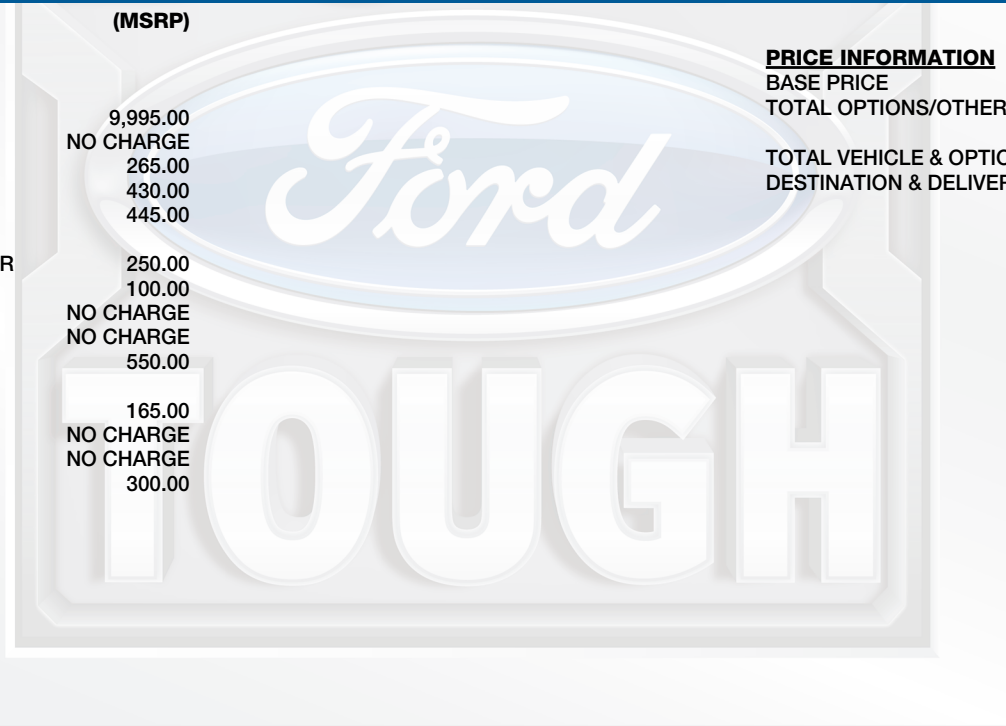 (MSRP)
9,995.00
NO CHARGE
265.00
430.00
445.00
R 250.00
100.00
NO CHARGE
NO CHARGE
550.00
165.00
NO CHARGE
NO CHARGE
300.00
PRICE INFORMATION
BASE PRICE
TOTAL OPTIONS/OTHER
TOTAL VEHICLE & OPTIO
DESTINATION & DELIVER
Ford
TOUGH